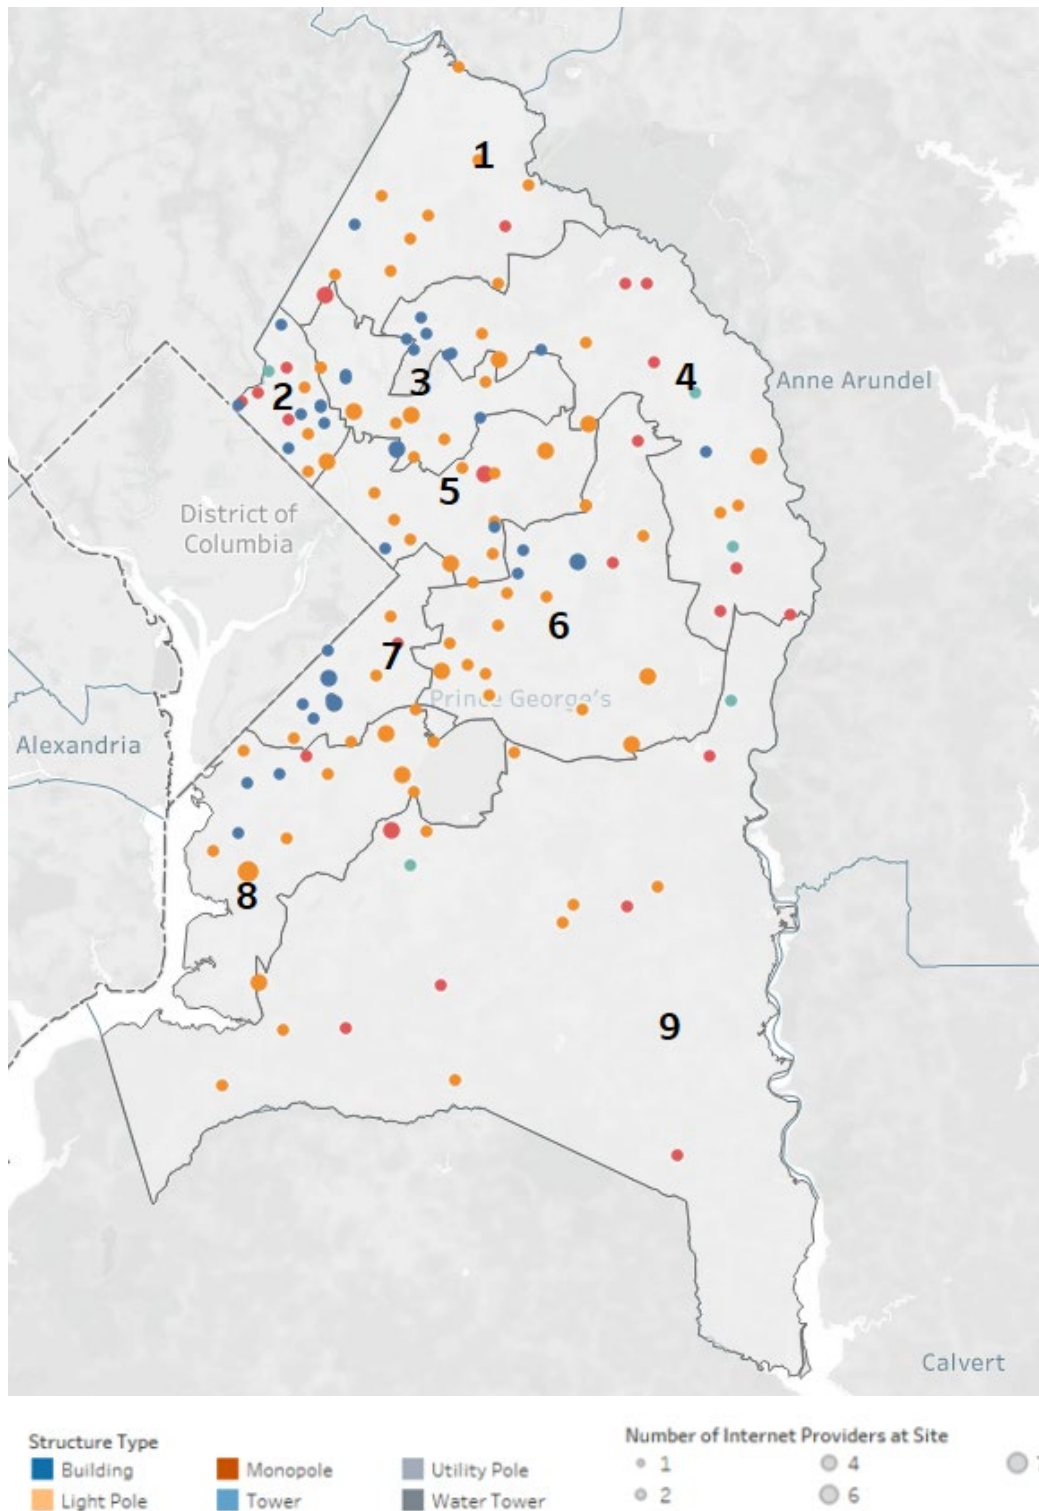 1
2
3
4
Anne Arundel
5
District of
Columbia
6
7
Prince George's
Alexandria
8
9
Calvert
Structure Type
Building
Monopole
Utility Pole
Light Pole
Tower
Water Tower
Number of Internet Providers at Site
1
4
2
6